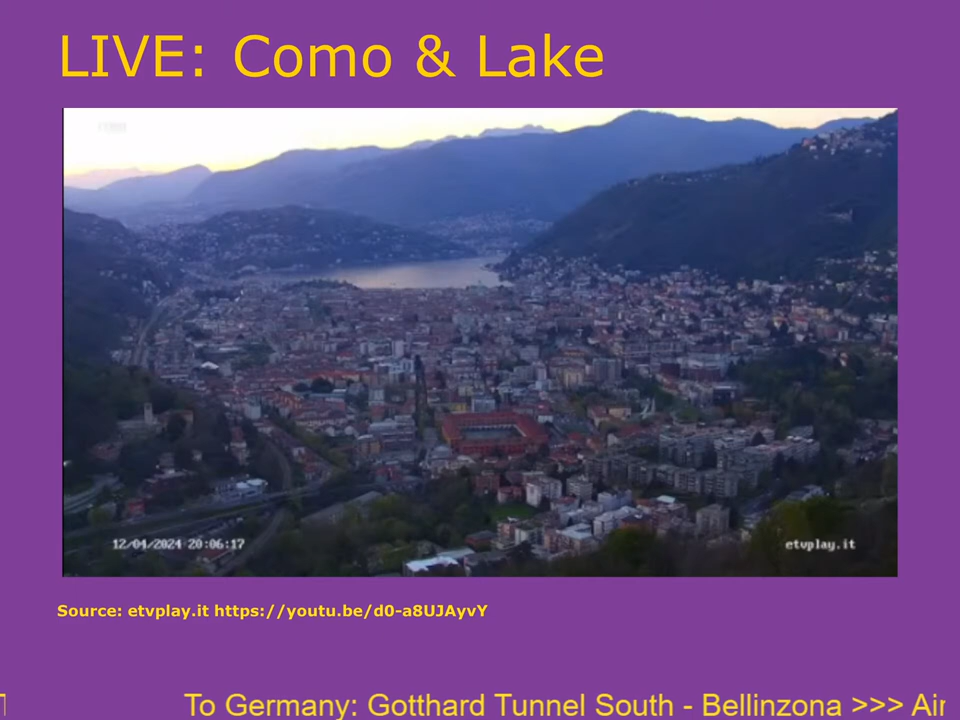 LIVE: Como & Lake
12/04/2024 20:06:17
etvplay.it
Source: etvplay.it https://youtu.be/d0-a8UJAyvY
To Germany: Gotthard Tunnel South - Bellinzona >>> Air